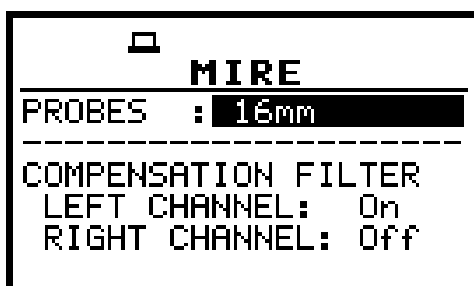 MIRE
PROBES : 16mm
COMPENSATION FILTER
LEFT CHANNEL: On
RIGHT CHANNEL: Off